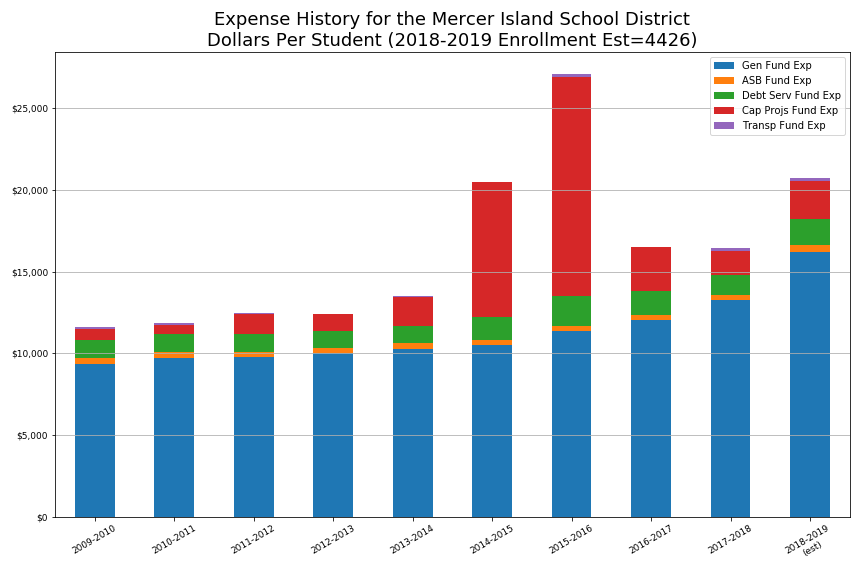 Expense History for the Mercer Island School District
Dollars Per Student (2018-2019 Enrollment Est=4426)
Gen Fund Exp
ASB Fund Exp
Debt Serv Fund Exp
Cap Projs Fund Exp
Transp Fund Exp
$25,000
$20,000
$15,000
$10,000
$5,000
$0
2009-2010
2010-2011
2011-2012
2012-2013
2013-2014
2014-2015
2015-2016
2016-2017
2017-2018
2018-2019
(est)